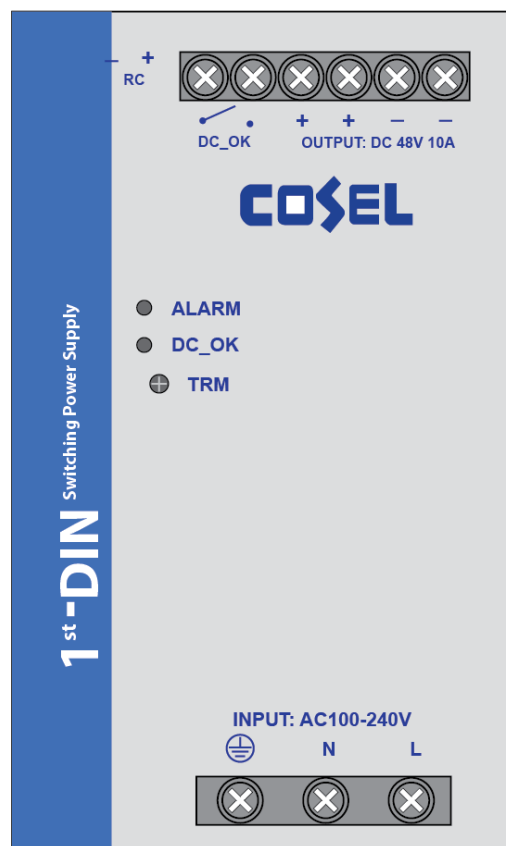 – +
RC
+ + – –
DC_OK OUTPUT: DC 48V 10A
COSEL
ALARM
DC_OK
TRM
1st-DIN Switching Power Supply
INPUT: AC100-240V
N L